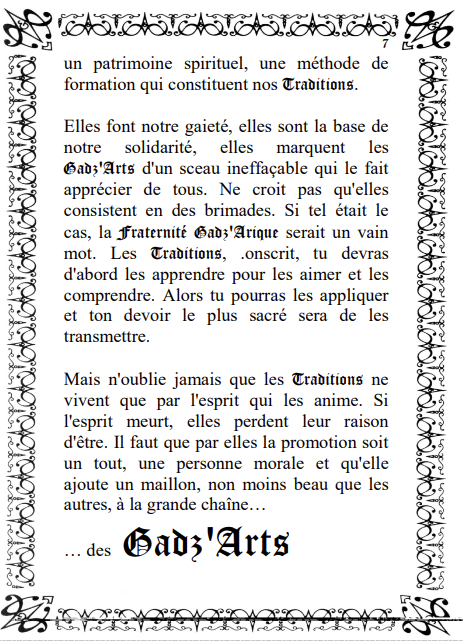 7
un patrimoine spirituel, une méthode de
formation qui constituent nos Traditions.
Elles font notre gaieté, elles sont la base de
notre solidarité, elles marquent les
Gadz'Arts d'un sceau ineffaçable qui le fait
apprécier de tous. Ne croit pas qu'elles
consistent en des brimades. Si tel était le
cas, la Fraternité Gadz'Arique serait un vain
mot. Les Traditions, .onscrit, tu devras
d'abord les apprendre pour les aimer et les
comprendre. Alors tu pourras les appliquer
et ton devoir le plus sacré sera de les
transmettre.
Mais n'oublie jamais que les Traditions ne
vivent que par l'esprit qui les anime. Si
l'esprit meurt, elles perdent leur raison
d'être. Il faut que par elles la promotion soit
un tout, une personne morale et qu'elle
ajoute un maillon, non moins beau que les
autres, à la grande chaîne…
… des Gadz'Arts